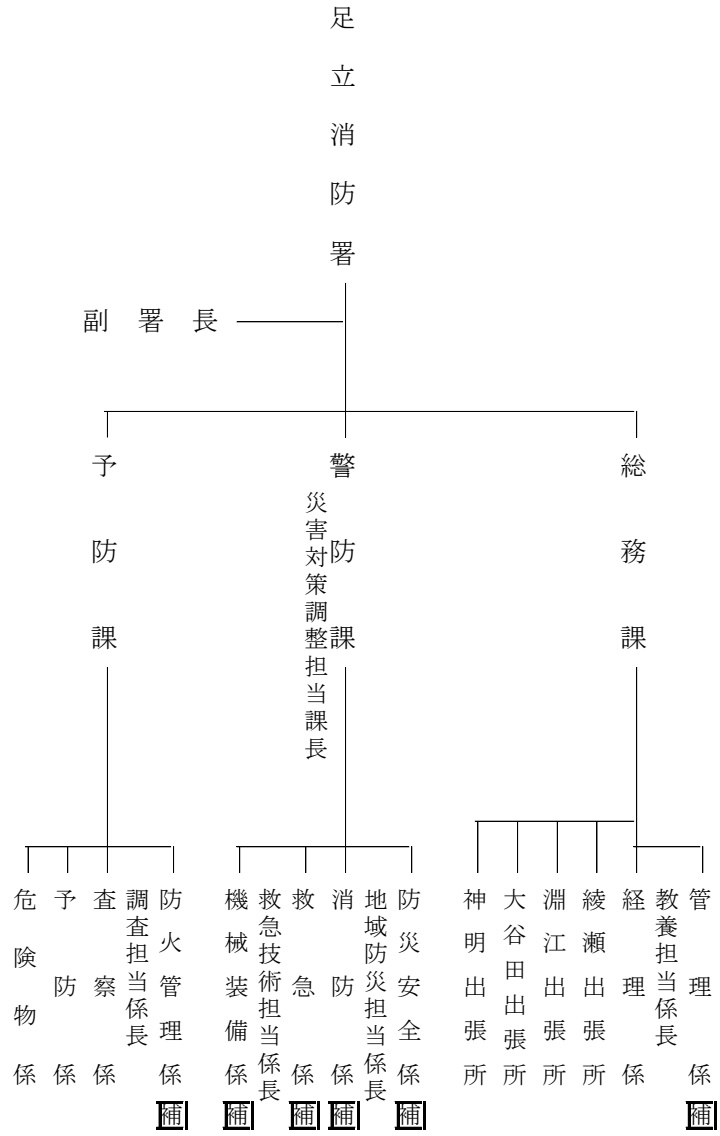 足立消防署
副署長
総務課
警防課
災害対策調整担当課長
予防課
管理係
補
教養担当係長
経理係
綾瀬出張所
淵江出張所
大谷田出張所
神明出張所
防災安全係
補
地域防災担当係長
消防係
補
救急係
補
救急技術担当係長
機械装備係
補
防火管理係
補
調査担当係長
査察係
予防係
危険物係